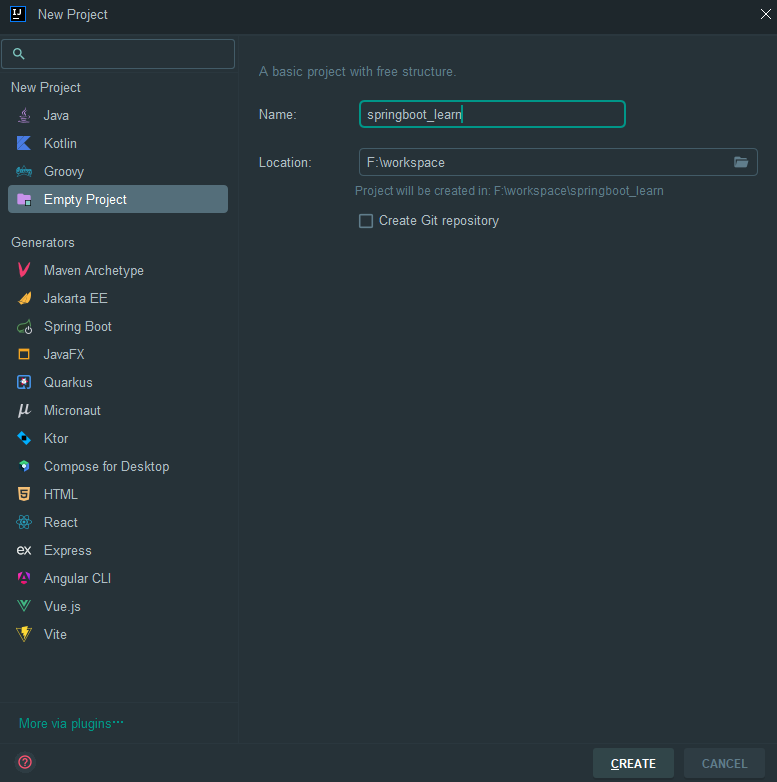 New Project
New Project
Java
Kotlin
Groovy
Empty Project
Generators
Maven Archetype
Jakarta EE
Spring Boot
JavaFX
Quarkus
Micronaut
Ktor
Compose for Desktop
HTML
React
ex Express
Angular CLI
Vue.js
Vite
More via plugins···
A basic project with free structure.
Name: springboot_learn
Location: F:\workspace
Project will be created in: F:\workspace\springboot_learn
Create Git repository
?
CREATE CANCEL